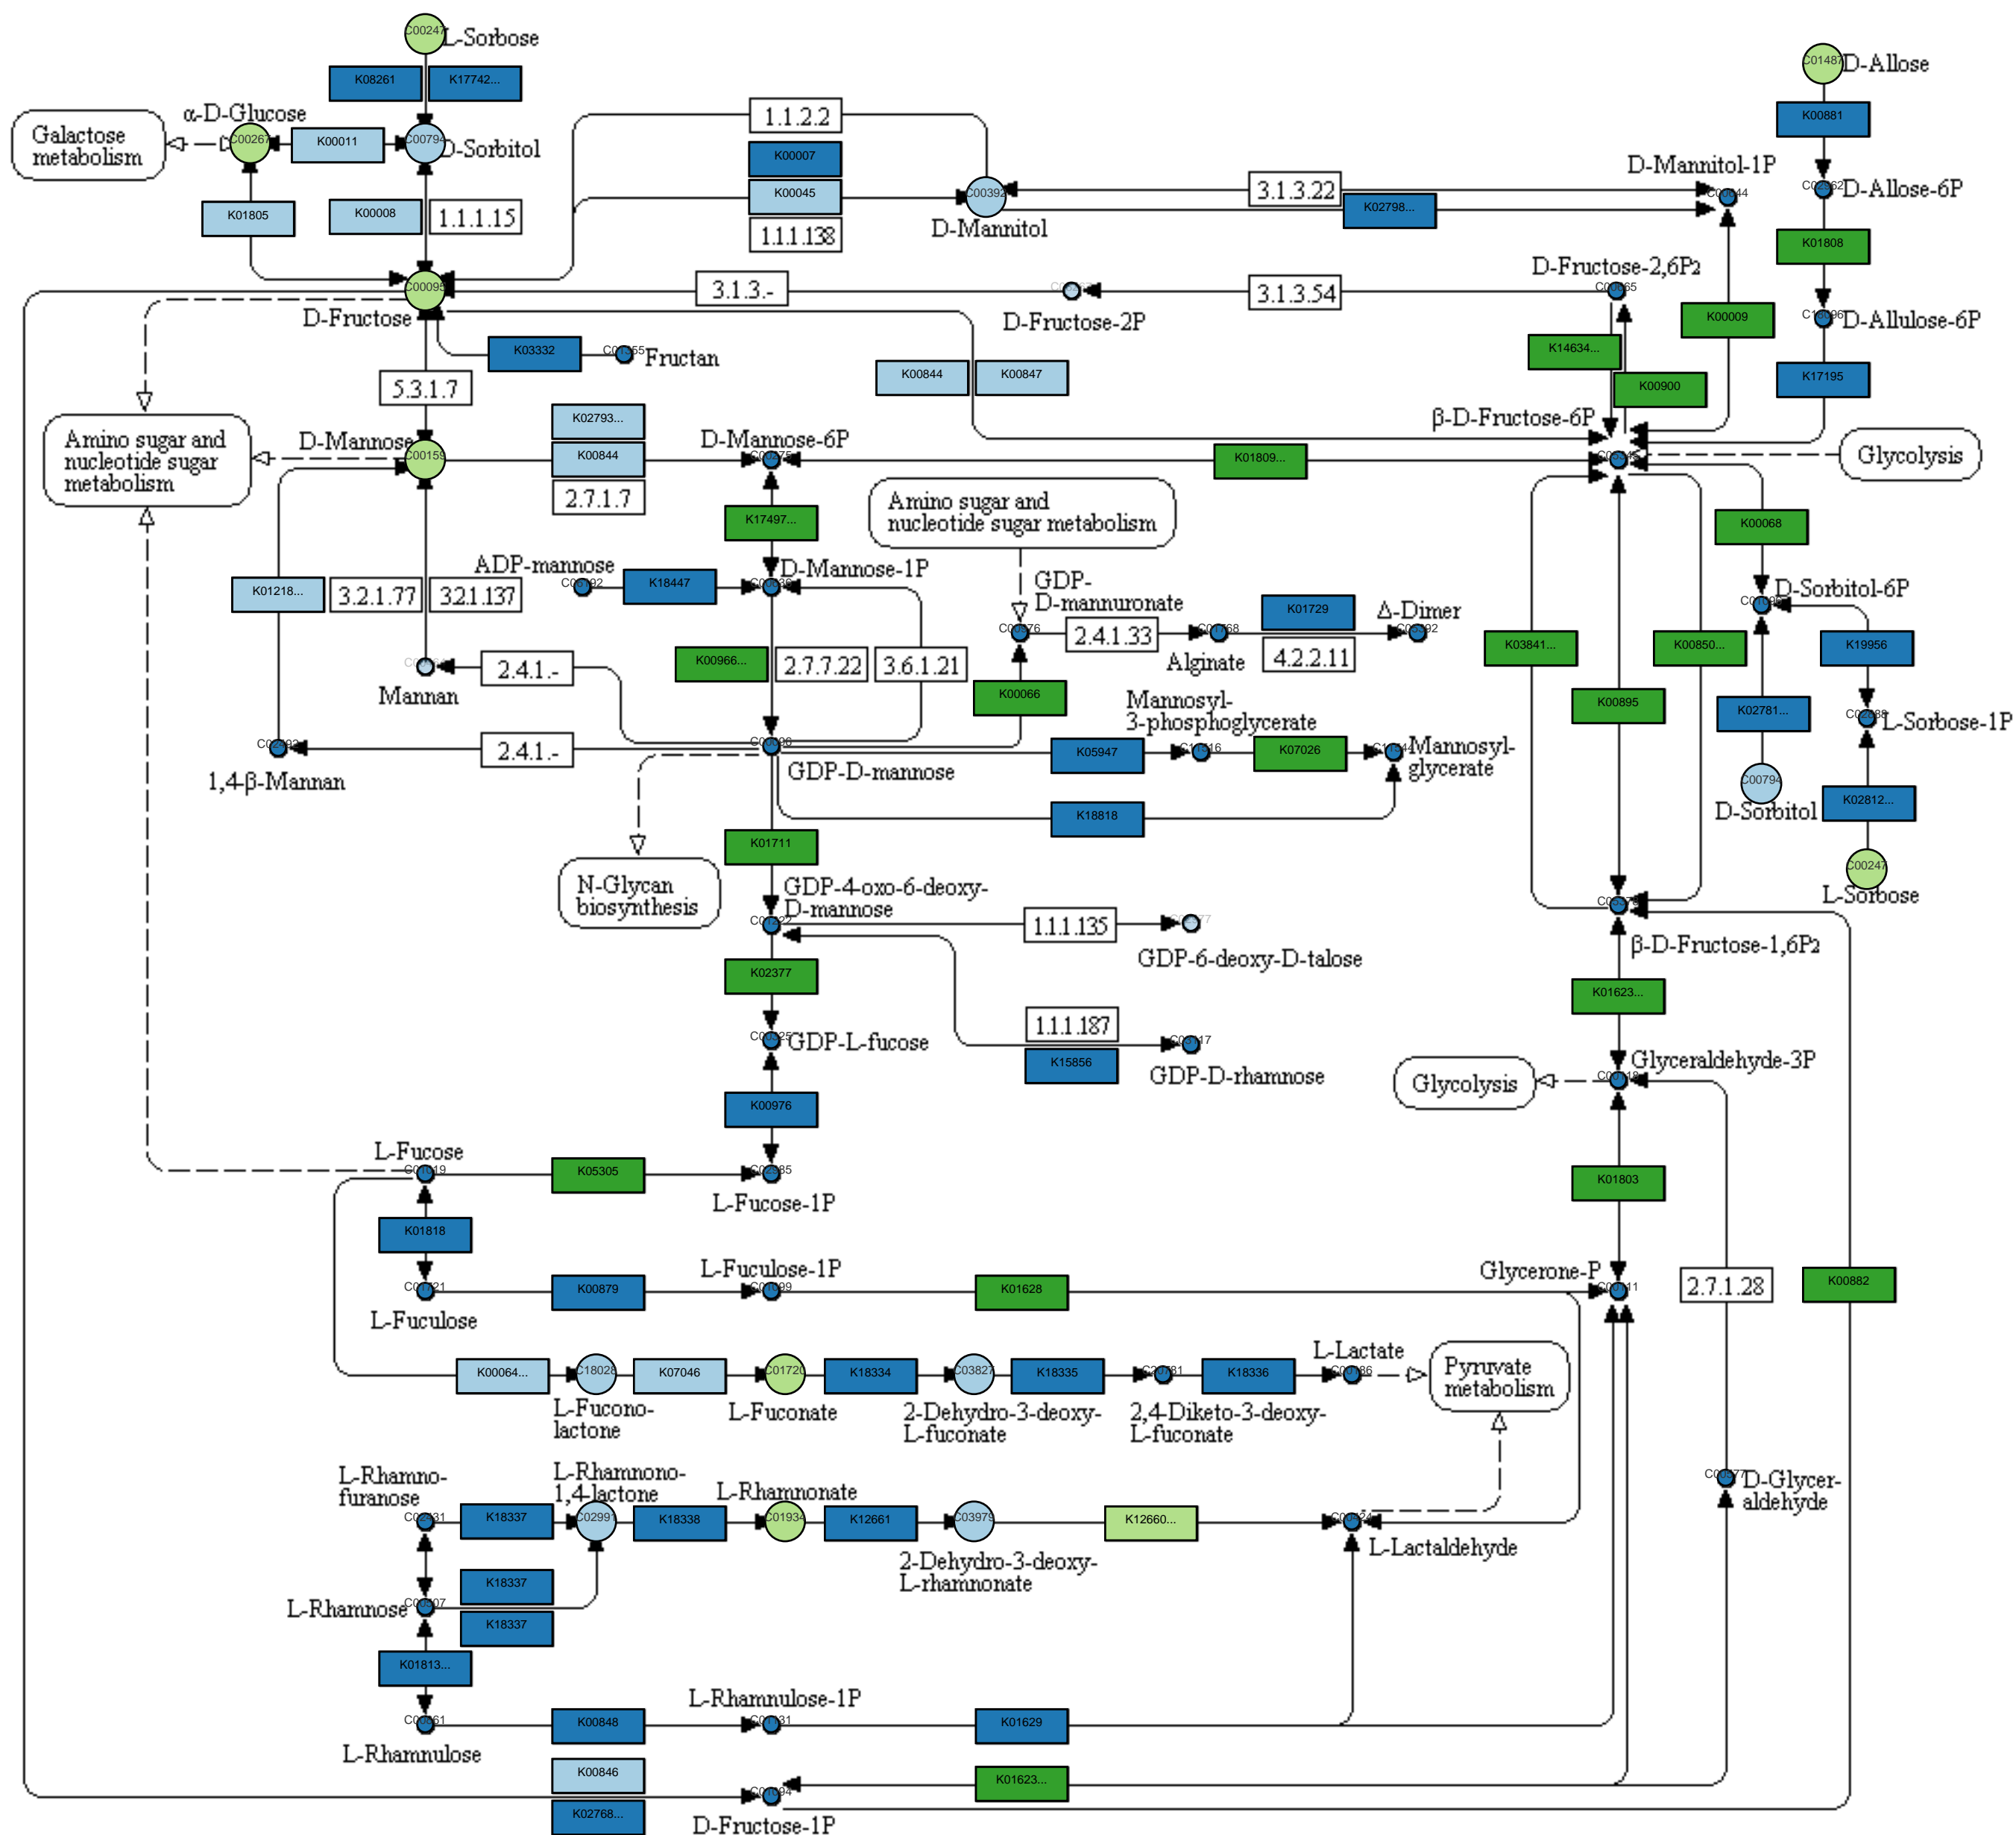 C00247
L-Sorbose
K08261
K17742...
C01487
D-Allose
K00881
α-D-Glucose
Galactose
metabolism
C00267
K00011
C00794
D-Sorbitol
1.1.2.2
K00007
K00045
1.1.1.138
C00392
D-Mannitol
3.1.3.22
K02798...
D-Mannitol-1P
D-Allose-6P
K01805
K00008
1.1.1.15
K01808
C00095
D-Fructose
3.1.3.-
D-Fructose-2P
3.1.3.54
D-Fructose-2,6P2
K00009
D-Allulose-6P
K03332
Fructan
K14634...
K00900
K17195
5.3.1.7
K00844
K00847
β-D-Fructose-6P
Amino sugar and
nucleotide sugar
metabolism
D-Mannose
C00159
K02793...
K00844
2.7.1.7
D-Mannose-6P
K01809...
Glycolysis
K17497...
Amino sugar and
nucleotide sugar metabolism
K00068
ADP-mannose
K18447
D-Mannose-1P
GDP-
D-mannuronate
K01218...
3.2.1.77
3.2.1.137
2.4.1.33
Alginate
K01729
4.2.2.11
Δ-Dimer
D-Sorbitol-6P
K03841...
K00850...
K19956
Mannan
2.4.1.-
K00966...
2.7.7.22
3.6.1.21
K00066
K00895
K02781...
L-Sorbose-1P
Mannosyl-
3-phosphoglycerate
1,4-β-Mannan
2.4.1.-
GDP-D-mannose
K05947
K07026
Mannosyl-
glycerate
C00794
D-Sorbitol
K02812...
K18818
K01711
C00247
L-Sorbose
N-Glycan
biosynthesis
GDP-4-oxo-6-deoxy-
D-mannose
1.1.1.135
GDP-6-deoxy-D-talose
β-D-Fructose-1,6P2
K02377
K01623...
GDP-L-fucose
1.1.1.187
K15856
GDP-D-rhamnose
Glycolysis
Glyceraldehyde-3P
K00976
L-Fucose
K05305
L-Fucose-1P
K01803
K01818
L-Fuculose
K00879
L-Fuculose-1P
K01628
Glycerone-P
2.7.1.28
K00882
K00064...
C18028
L-Fucono-
lactone
K07046
C01720
L-Fuconate
K18334
C03827
2-Dehydro-3-deoxy-
L-fuconate
K18335
2,4-Diketo-3-deoxy-
L-fuconate
K18336
L-Lactate
Pyruvate
metabolism
L-Rhamno-
furanose
K18337
L-Rhamnono-
1,4-lactone
C02991
K18338
L-Rhamnonate
C01934
K12661
C03979
2-Dehydro-3-deoxy-
L-rhamnonate
K12660...
L-Lactaldehyde
D-Glycer-
aldehyde
L-Rhamnose
K18337
K18337
K01813...
L-Rhamnulose
K00848
L-Rhamnulose-1P
K01629
K00846
K02768...
D-Fructose-1P
K01623...